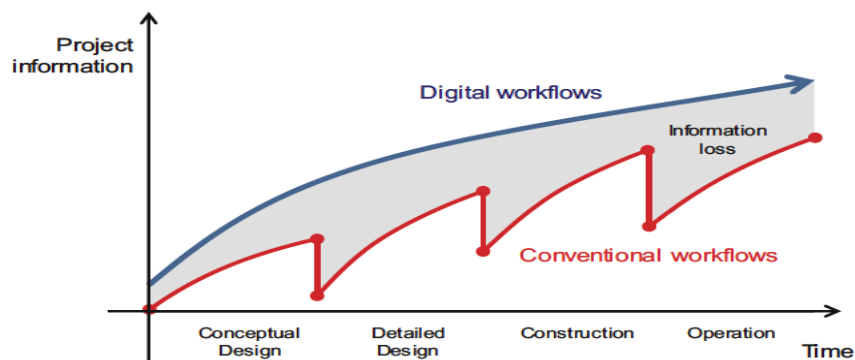 Project
information
Digital workflows
Information
loss
Conventional workflows
Conceptual
Design
Detailed
Design
Construction
Operation
Time